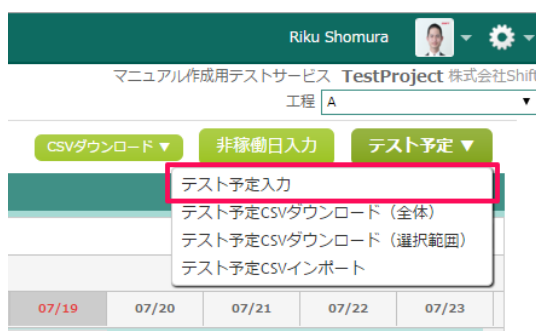 Riku Shomura
マニュアル作成用テストサービス TestProject 株式会社Shift
工程 A
CSVダウンロード ▼ 非稼働日入力 テスト予定 ▼
テスト予定入力
テスト予定CSVダウンロード（全体）
テスト予定CSVダウンロード（選択範囲）
テスト予定CSVインポート
07/19 07/20 07/21 07/22 07/23